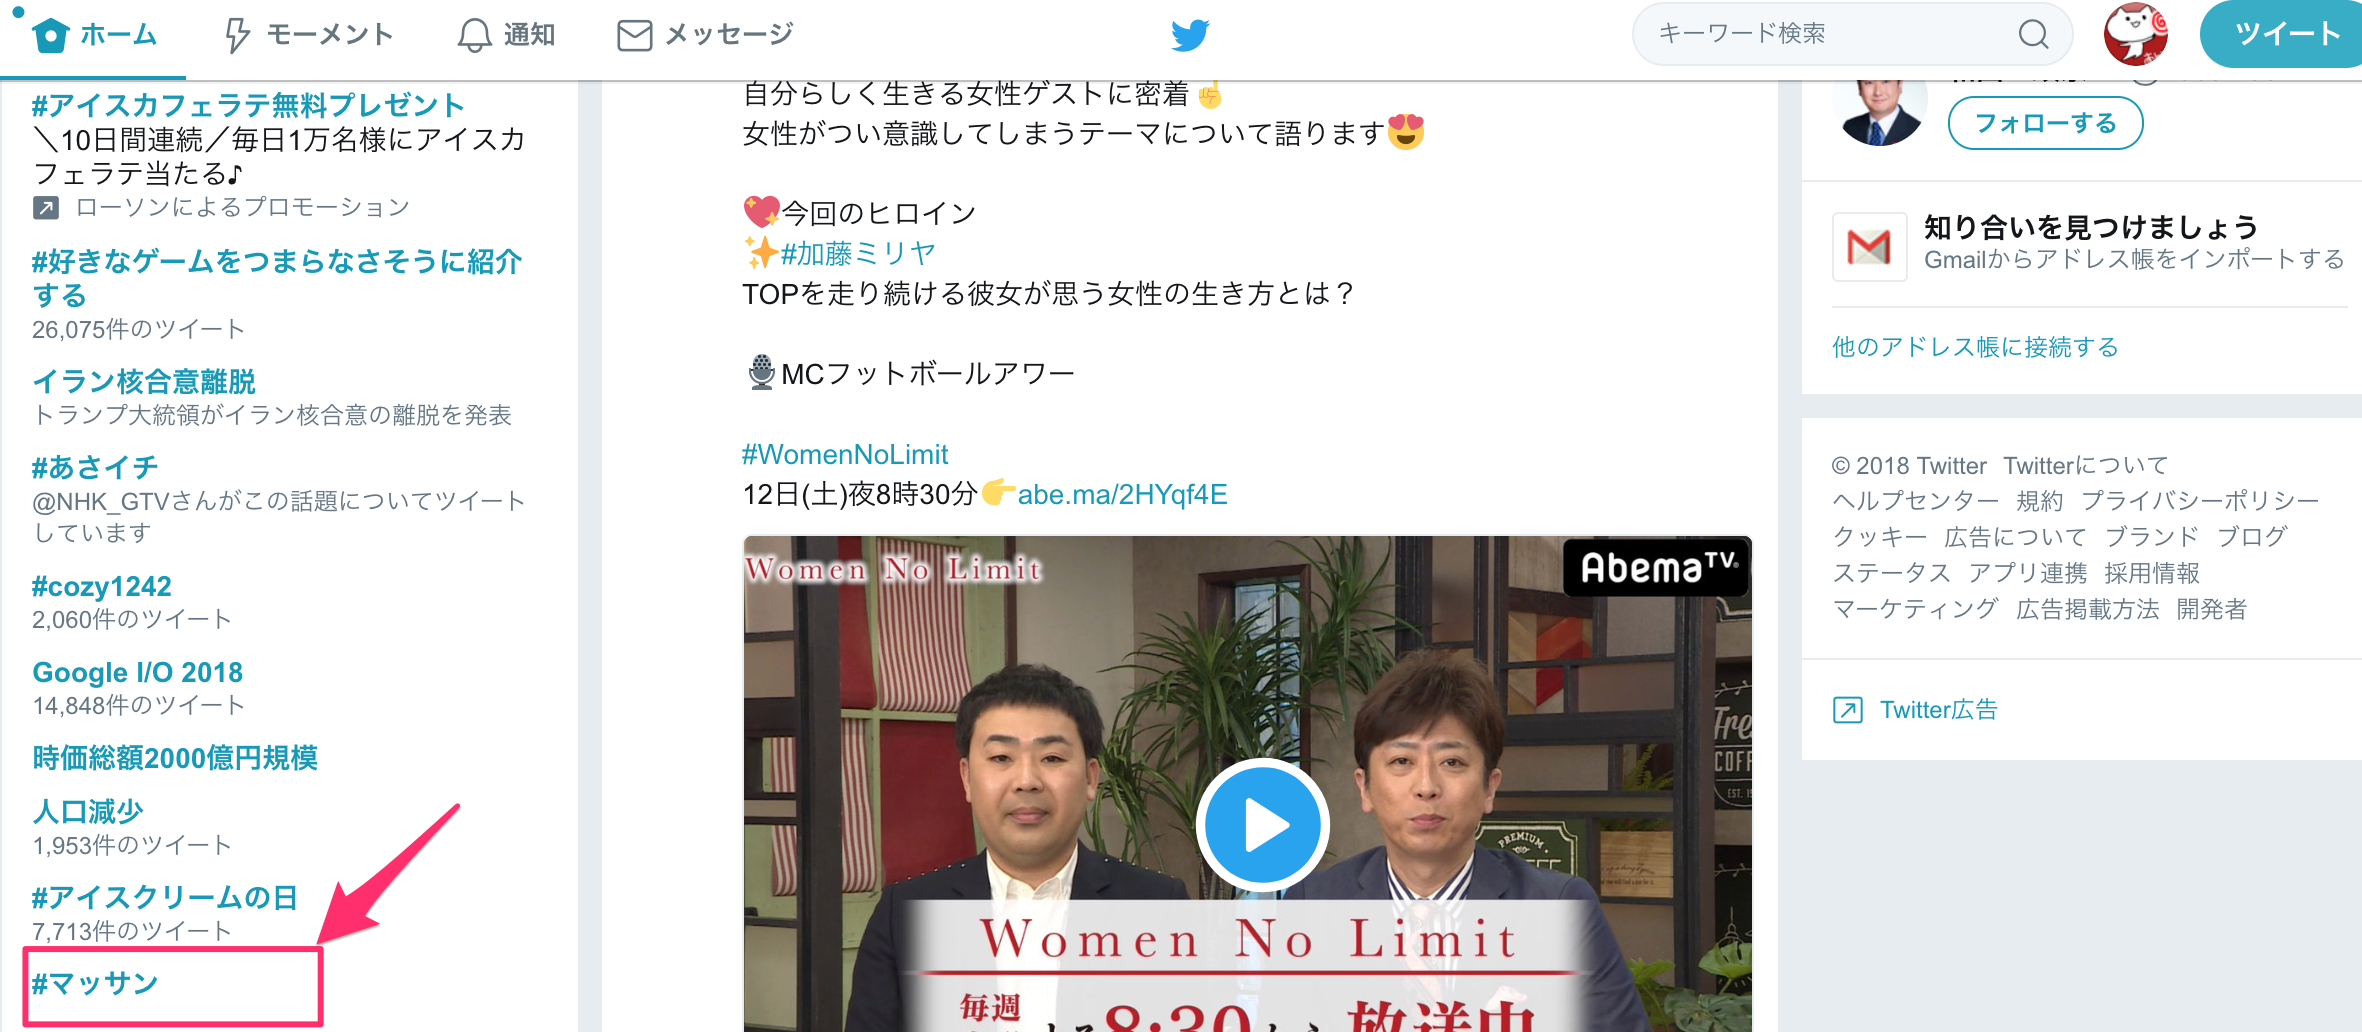 ホーム
モーメント
通知
メッセージ
キーワード検索
ツイート
#アイスカフェラテ無料プレゼント
＼10日間連続／毎日1万名様にアイスカ
フェラテ当たる♪
ローソンによるプロモーション
#好きなゲームをつまらなさそうに紹介
する
26,075件のツイート
イラン核合意離脱
トランプ大統領がイラン核合意の離脱を発表
#あさイチ
@NHK_GTVさんがこの話題についてツイート
しています
#cozy1242
2,060件のツイート
Google I/O 2018
14,848件のツイート
時価総額2000億円規模
人口減少
1,953件のツイート
#アイスクリームの日
7,713件のツイート
#マッサン
自分らしく生きる女性ゲストに密着☝
女性がつい意識してしまうテーマについて語ります😍
💖今回のヒロイン
✨#加藤ミリヤ
TOPを走り続ける彼女が思う女性の生き方とは？
🎙MCフットボールアワー
#WomenNoLimit
12日(土)夜8時30分👉abe.ma/2HYqf4E
Women No Limit
AbemaTV
PREMIUM
EST.
Women No Limit
毎週
8:30
放送中
フォローする
知り合いを見つけましょう
Gmailからアドレス帳をインポートする
他のアドレス帳に接続する
© 2018 Twitter Twitterについて
ヘルプセンター 規約 プライバシーポリシー
クッキー 広告について ブランド ブログ
ステータス アプリ連携 採用情報
マーケティング 広告掲載方法 開発者
Twitter広告